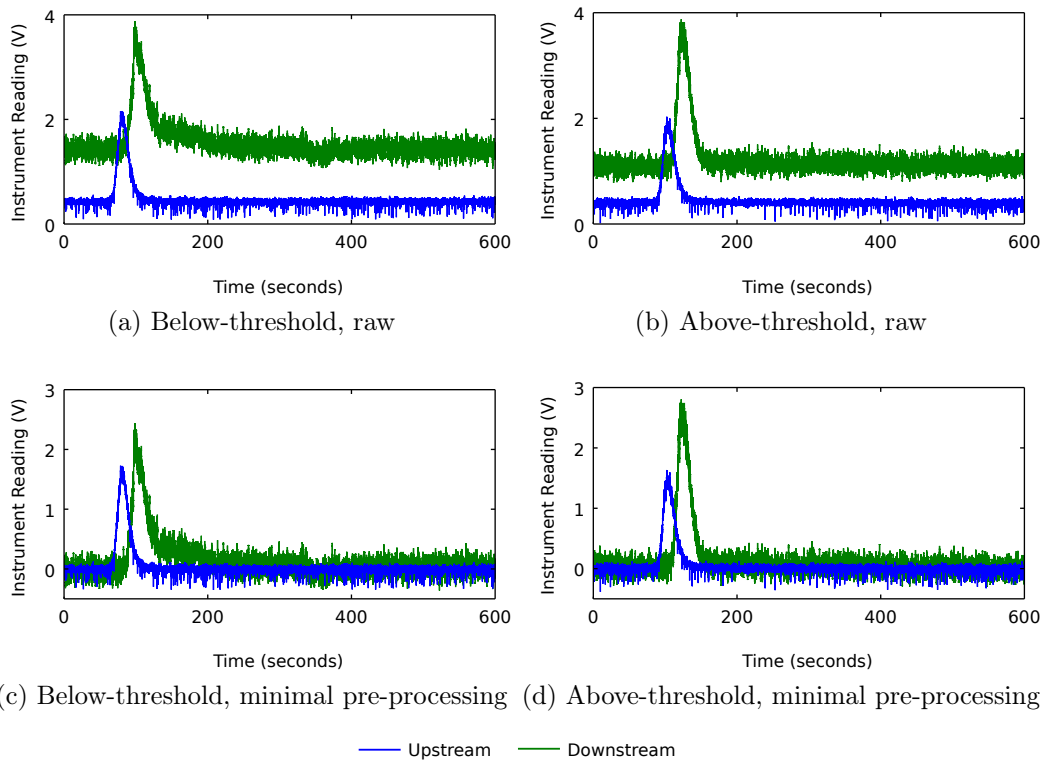 Instrument Reading (V)
4
2
0
0
200
400
600
Time (seconds)
(a) Below-threshold, raw
Instrument Reading (V)
4
2
0
0
200
400
600
Time (seconds)
(b) Above-threshold, raw
Instrument Reading (V)
3
2
1
0
0
200
400
600
Time (seconds)
(c) Below-threshold, minimal pre-processing
Instrument Reading (V)
3
2
1
0
0
200
400
600
Time (seconds)
(d) Above-threshold, minimal pre-processing
Upstream
Downstream